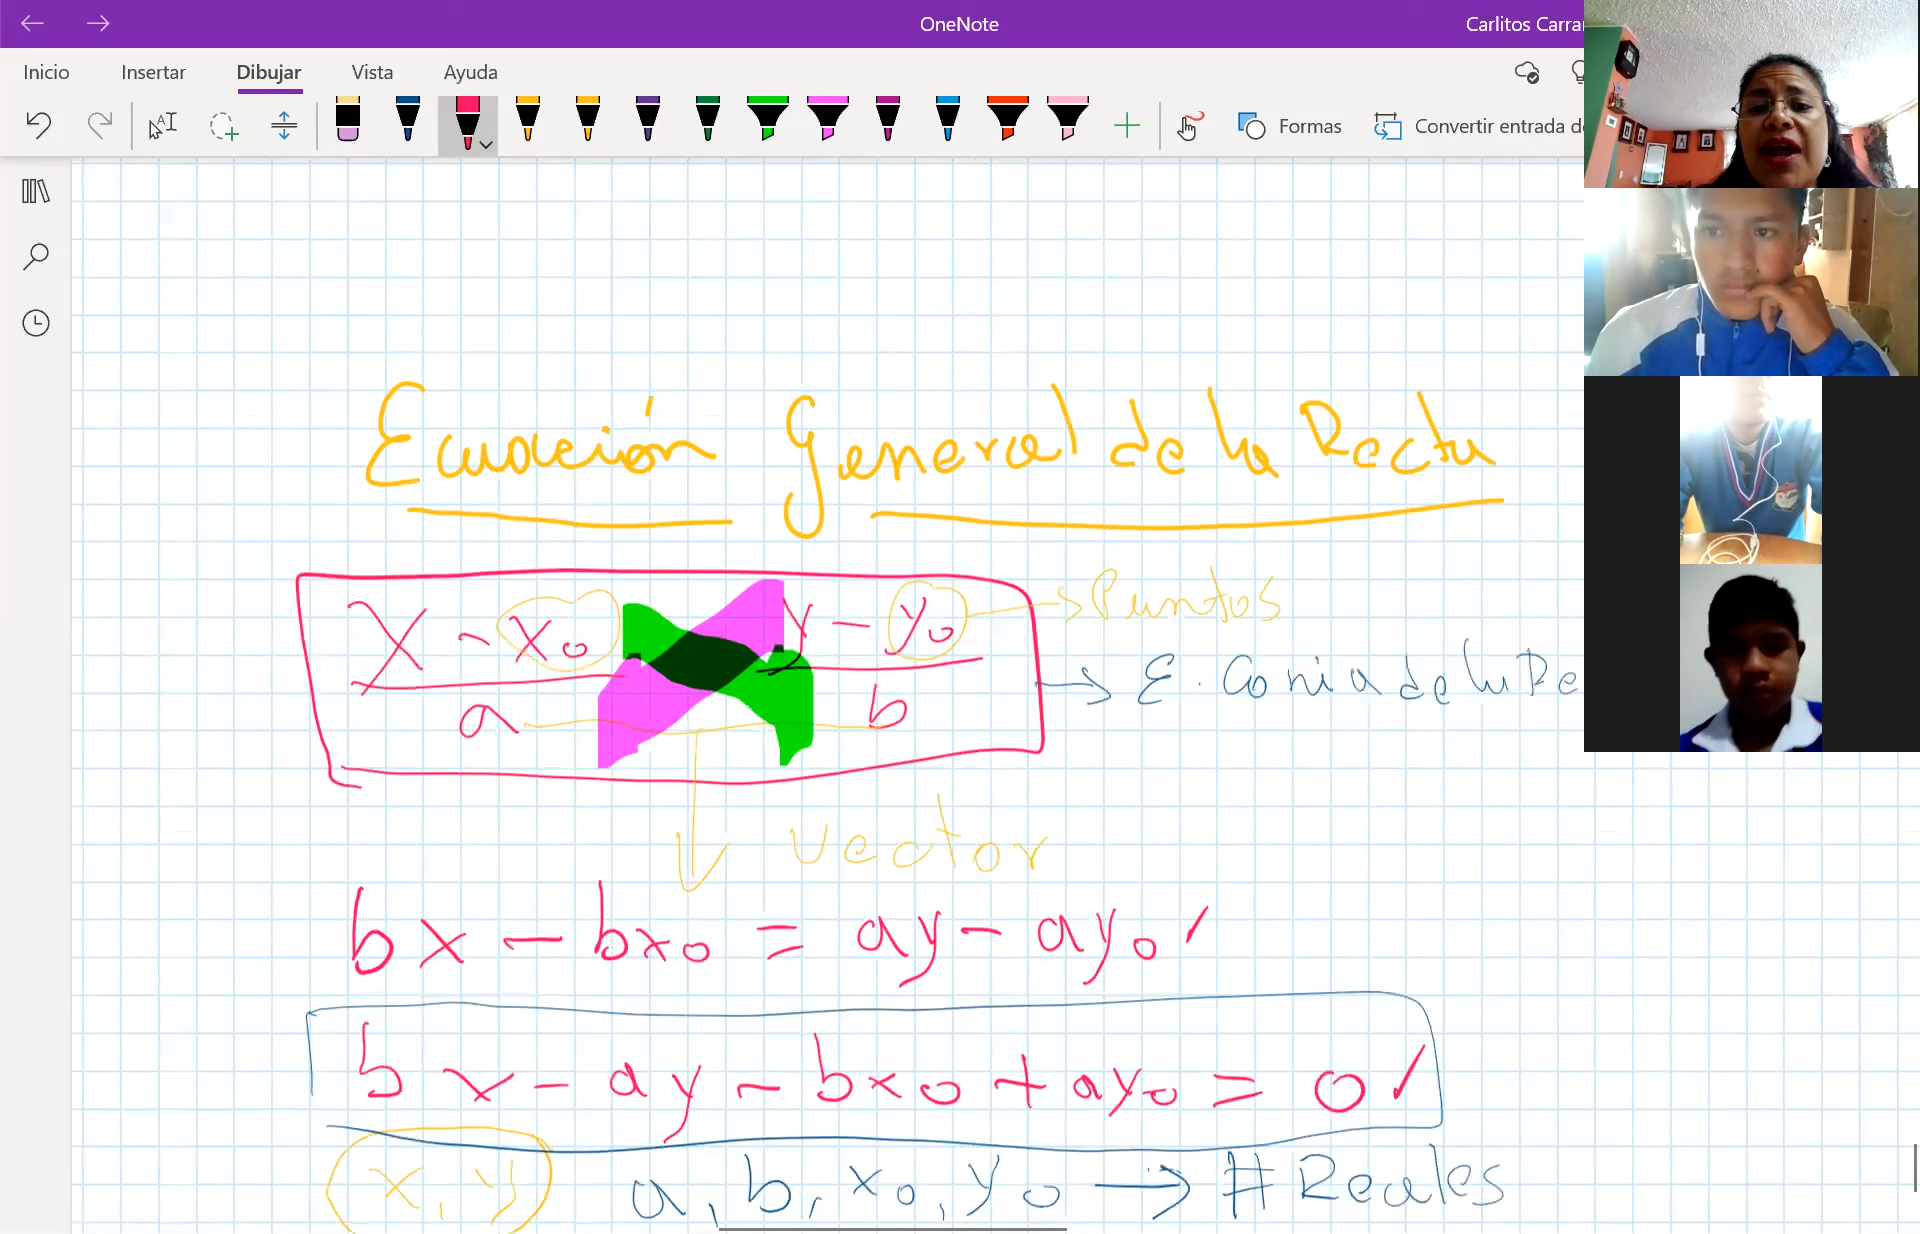 OneNote
Carlitos Carra
Inicio Insertar Dibujar Vista Ayuda
Formas Convertir entrada d
Ecuación General de la Recta
x - x₀ y - y₀ → Puntos
a b → E. de la Re
vector
bx - bx₀ = ay - ay₀ ✓
bx - ay - bx₀ + ay₀ = 0 ✓
x, y a, b, x₀, y₀ → # Reales